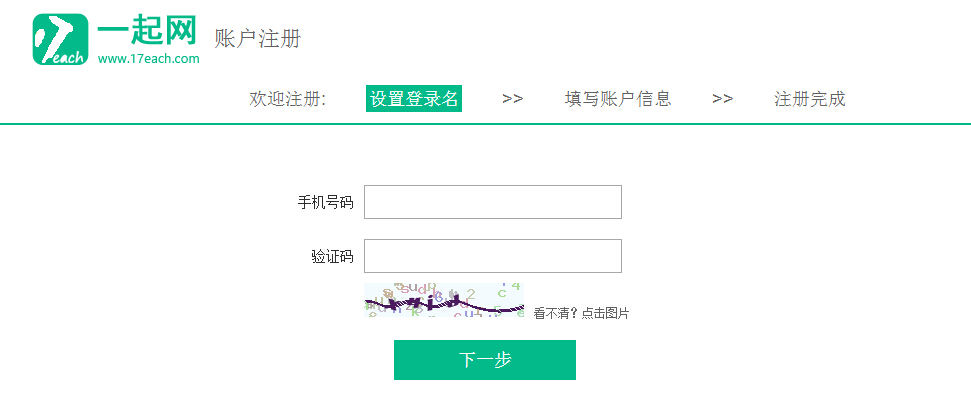 17each 一起网 www.17each.com 账户注册
欢迎注册: 设置登录名 >> 填写账户信息 >> 注册完成
手机号码
验证码
看不清？点击图片
下一步